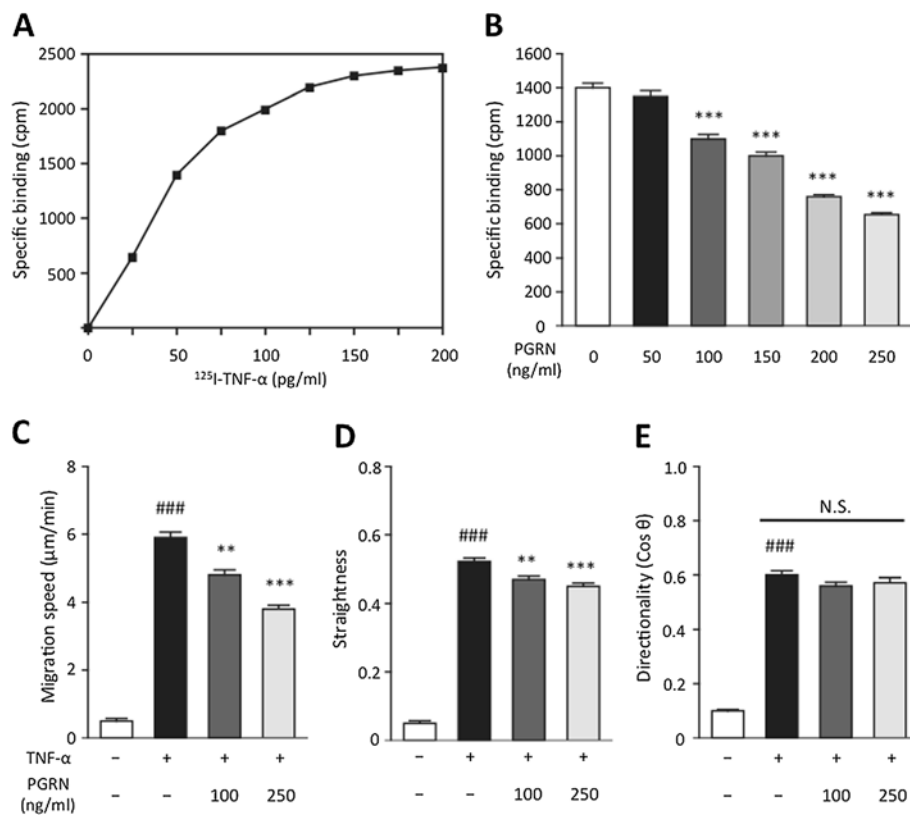 A
Specific binding (cpm)
2500
2000
1500
1000
500
0
0
50
100
150
200
¹²⁵I-TNF-α (pg/ml)
B
Specific binding (cpm)
1600
1400
1200
1000
800
600
400
200
0
***
***
***
***
PGRN
(ng/ml)
0
50
100
150
200
250
C
Migration speed (μm/min)
8
6
4
2
0
###
**
***
TNF-α
– + + +
PGRN
(ng/ml)
– – 100 250
D
Straightness
0.8
0.6
0.4
0.2
0
###
**
***
– + + +
– – 100 250
E
Directionality (Cos θ)
1.0
0.8
0.6
0.4
0.2
0.0
N.S.
###
– + + +
– – 100 250